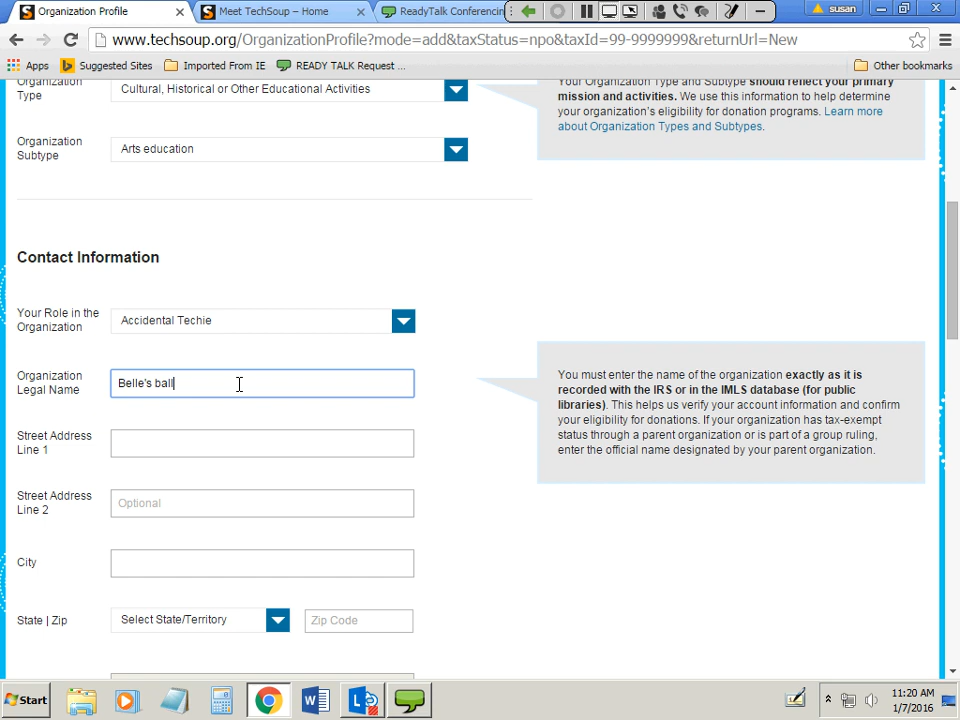 Organization Profile
Meet TechSoup – Home
ReadyTalk Conferencin
susan
www.techsoup.org/OrganizationProfile?mode=add&taxStatus=npo&taxId=99-9999999&returnUrl=New
Apps
Suggested Sites
Imported From IE
READY TALK Request ...
Other bookmarks
Organization
Type
Cultural, Historical or Other Educational Activities
Your Organization Type and Subtype should reflect your primary
mission and activities. We use this information to help determine
your organization's eligibility for donation programs. Learn more
about Organization Types and Subtypes.
Organization
Subtype
Arts education
Contact Information
Your Role in the
Organization
Accidental Techie
Organization
Legal Name
Belle's ball
You must enter the name of the organization exactly as it is
recorded with the IRS or in the IMLS database (for public
libraries). This helps us verify your account information and confirm
your eligibility for donations. If your organization has tax-exempt
status through a parent organization or is part of a group ruling,
enter the official name designated by your parent organization.
Street Address
Line 1
Street Address
Line 2
Optional
City
State | Zip
Select State/Territory
Zip Code
Start
11:20 AM
1/7/2016